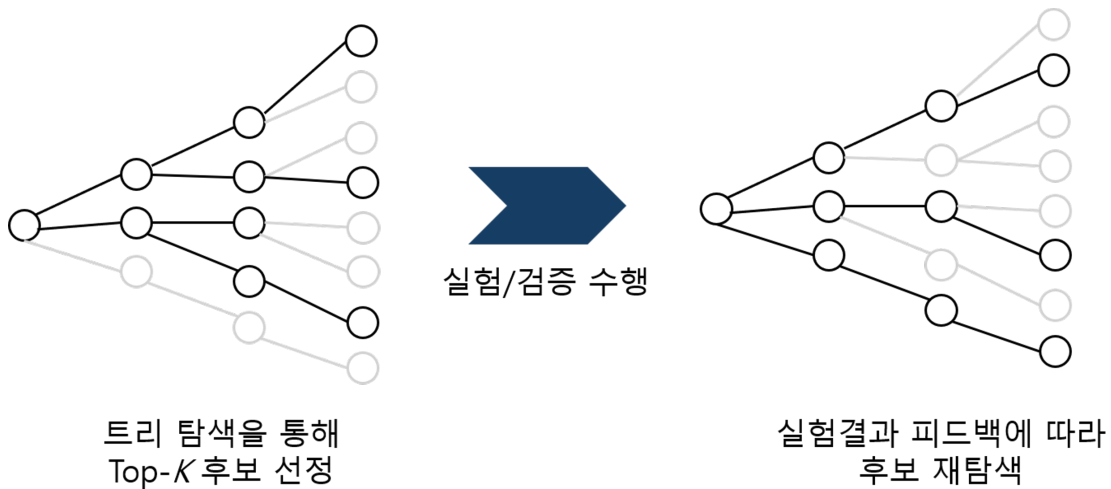 실험/검증 수행
트리 탐색을 통해
Top-K 후보 선정
실험결과 피드백에 따라
후보 재탐색